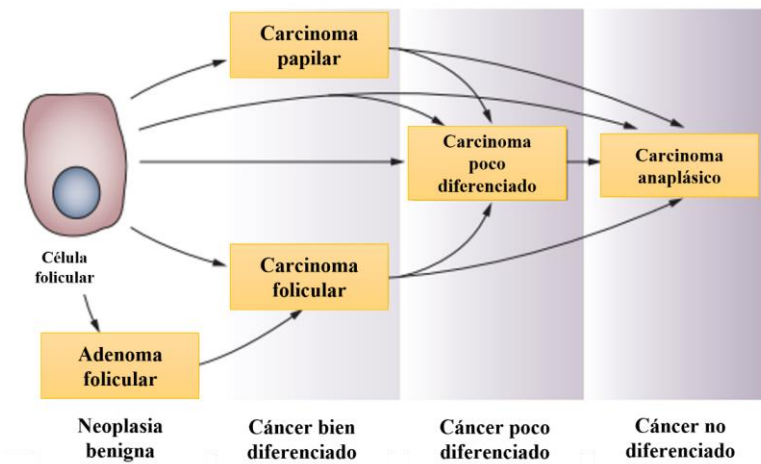 Carcinoma
papilar
Carcinoma
poco
diferenciado
Carcinoma
anaplásico
Célula
folicular
Carcinoma
folicular
Adenoma
folicular
Neoplasia
benigna
Cáncer bien
diferenciado
Cáncer poco
diferenciado
Cáncer no
diferenciado